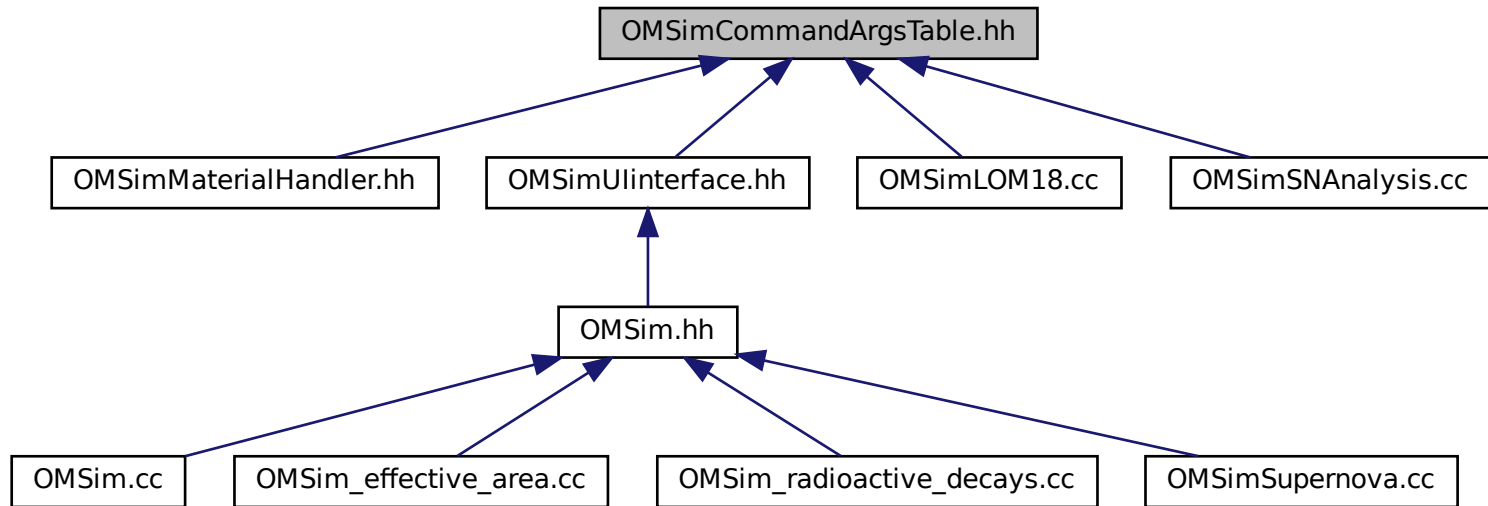 OMSimCommandArgsTable.hh
OMSimMaterialHandler.hh
OMSimUIinterface.hh
OMSimLOM18.cc
OMSimSNAnalysis.cc
OMSim.hh
OMSim.cc
OMSim_effective_area.cc
OMSim_radioactive_decays.cc
OMSimSupernova.cc